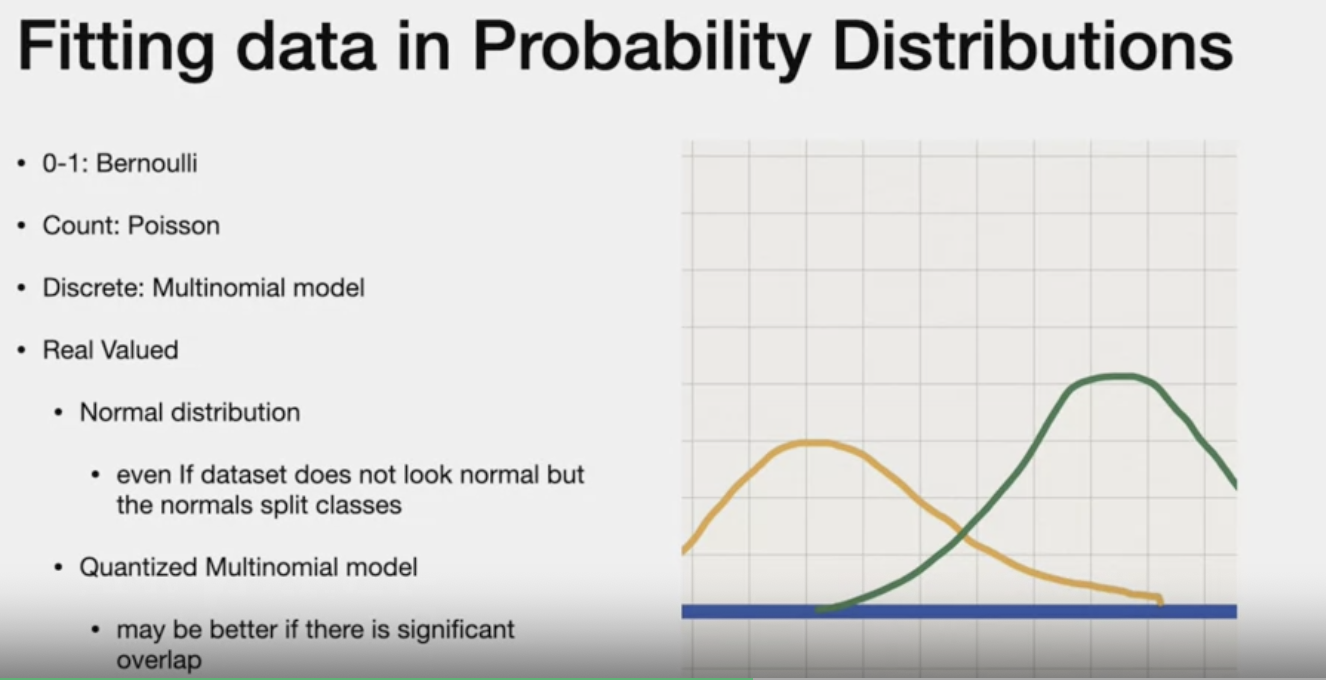 Fitting data in Probability Distributions
• 0-1: Bernoulli
• Count: Poisson
• Discrete: Multinomial model
• Real Valued
• Normal distribution
• even If dataset does not look normal but
the normals split classes
• Quantized Multinomial model
• may be better if there is significant
overlap